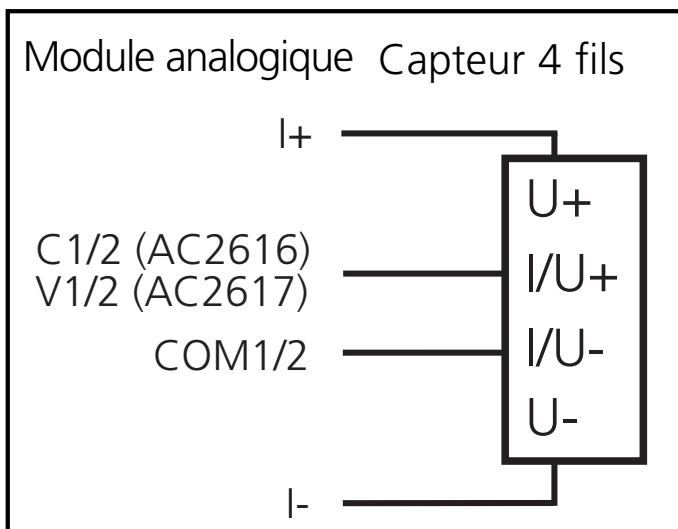 Module analogique Capteur 4 fils
I+
U+
C1/2 (AC2616)
V1/2 (AC2617)
I/U+
COM1/2
I/U-
U-
I-